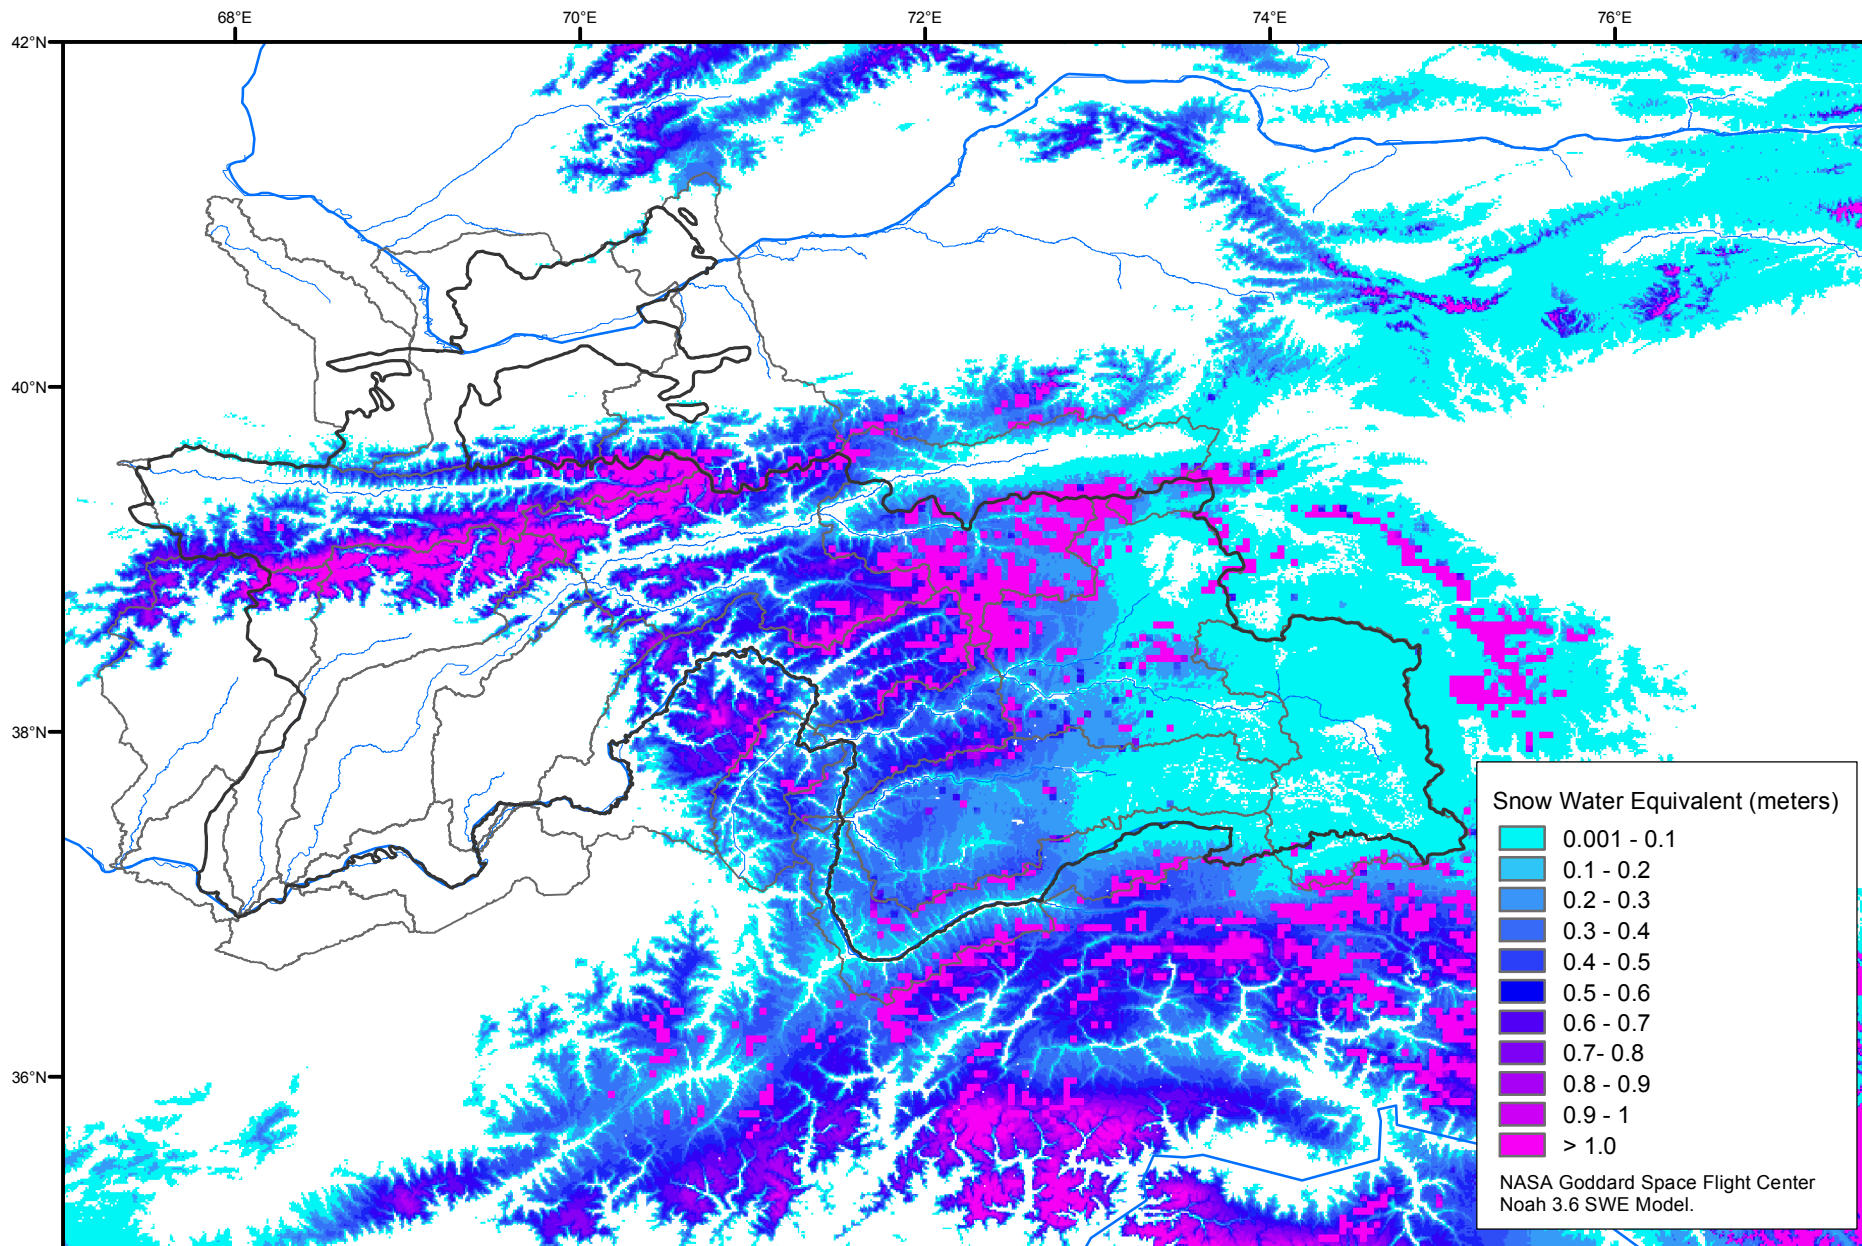 68°E
70°E
72°E
74°E
76°E
42°N
40°N
38°N
36°N
Snow Water Equivalent (meters)
0.001 - 0.1
0.1 - 0.2
0.2 - 0.3
0.3 - 0.4
0.4 - 0.5
0.5 - 0.6
0.6 - 0.7
0.7- 0.8
0.8 - 0.9
0.9 - 1
> 1.0
NASA Goddard Space Flight Center
Noah 3.6 SWE Model.